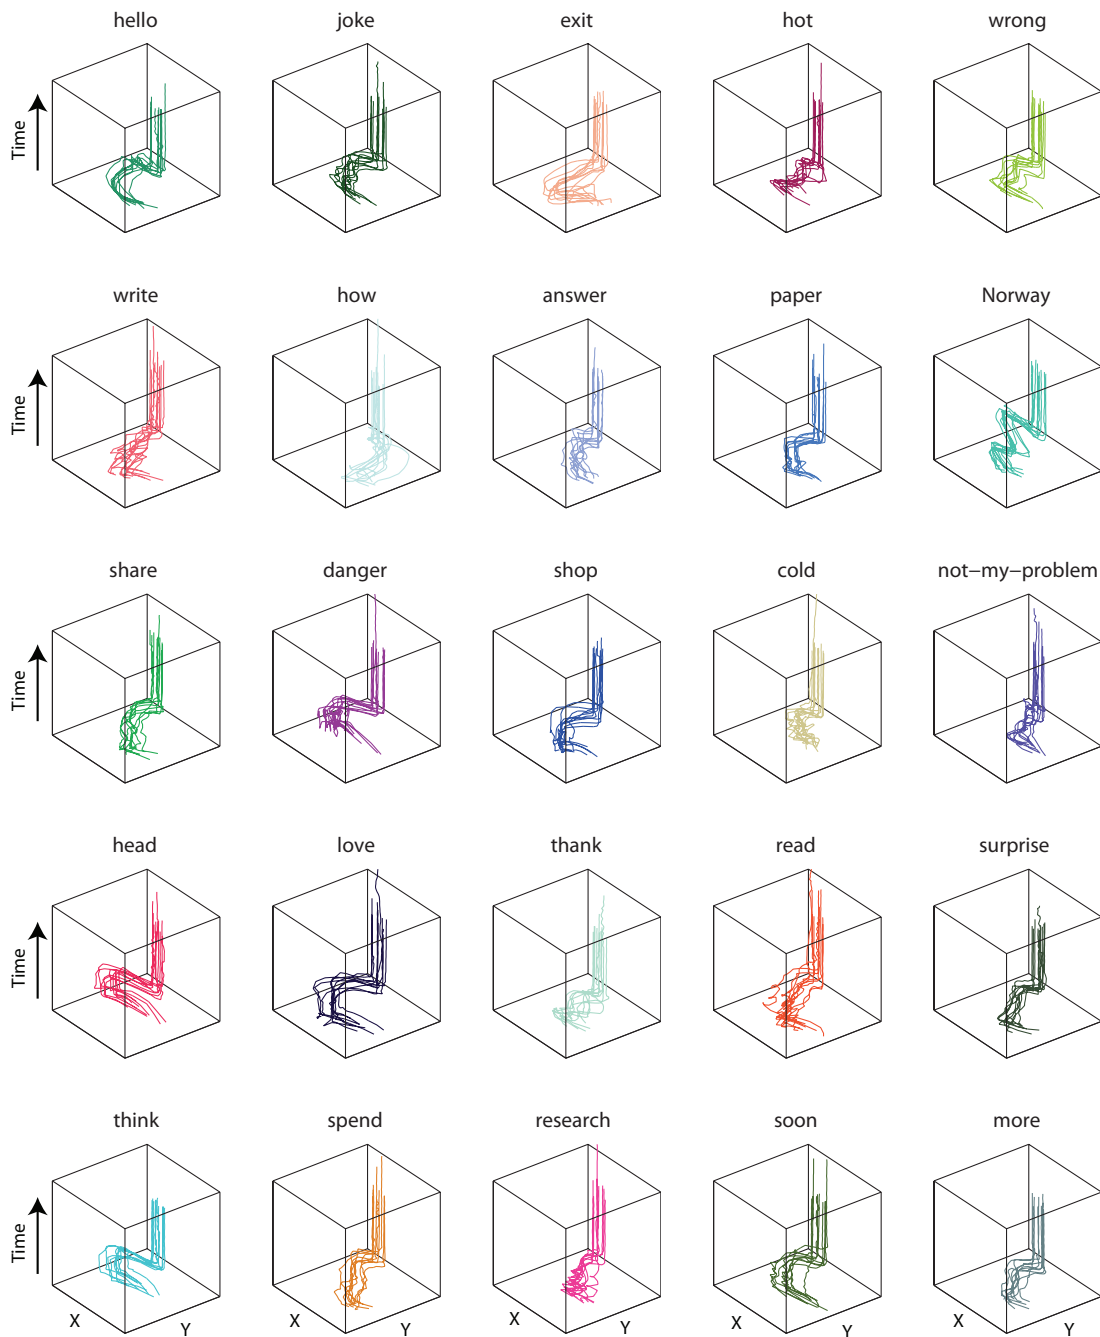 hello joke exit hot wrong
Time
write how answer paper Norway
Time
share danger shop cold not−my−problem
Time
head love thank read surprise
Time
think spend research soon more
Time
X Y X Y X Y X Y X Y